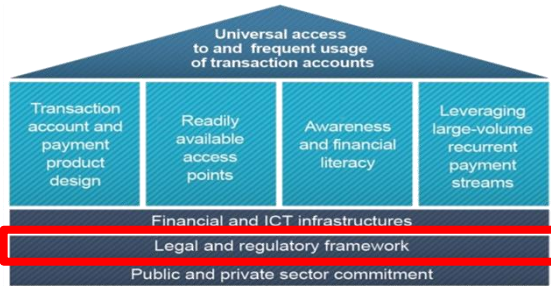 Universal access
to and frequent usage
of transaction accounts
Transaction
account and
payment
product
design
Readily
available
access
points
Awareness
and financial
literacy
Leveraging
large-volume
recurrent
payment
streams
Financial and ICT infrastructures
Legal and regulatory framework
Public and private sector commitment